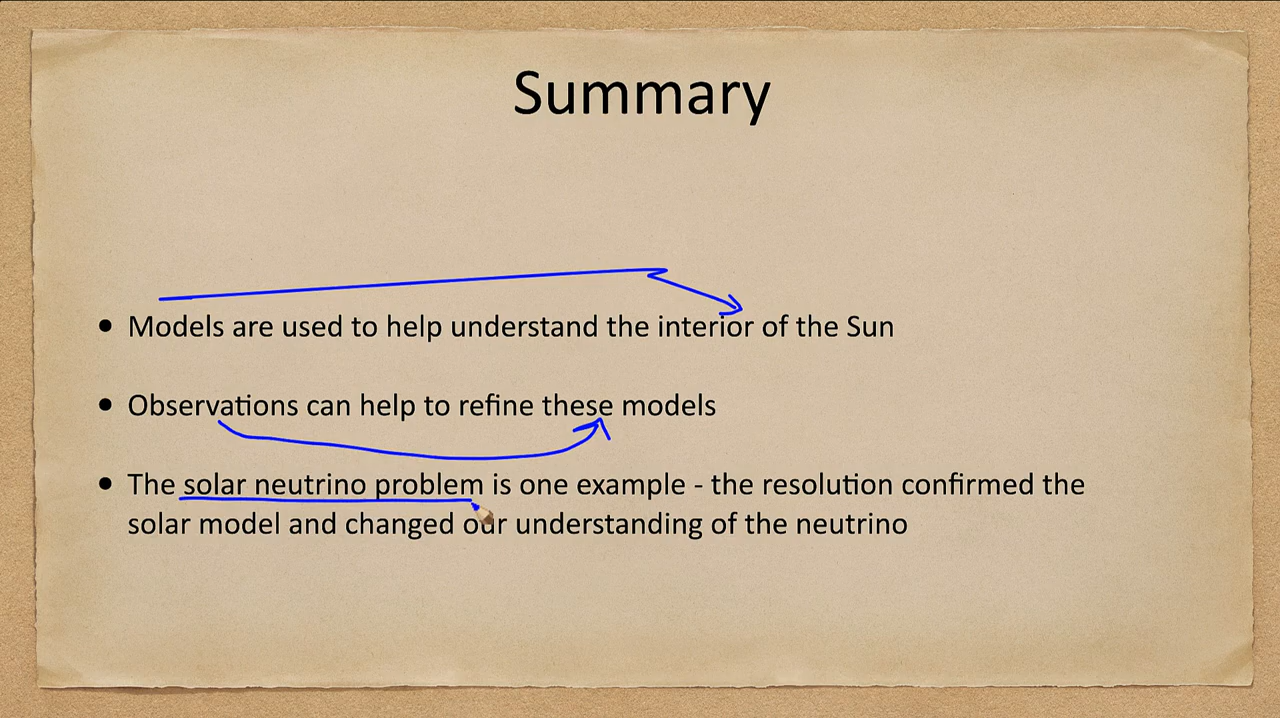 Summary
• Models are used to help understand the interior of the Sun
• Observations can help to refine these models
• The solar neutrino problem is one example - the resolution confirmed the
solar model and changed our understanding of the neutrino